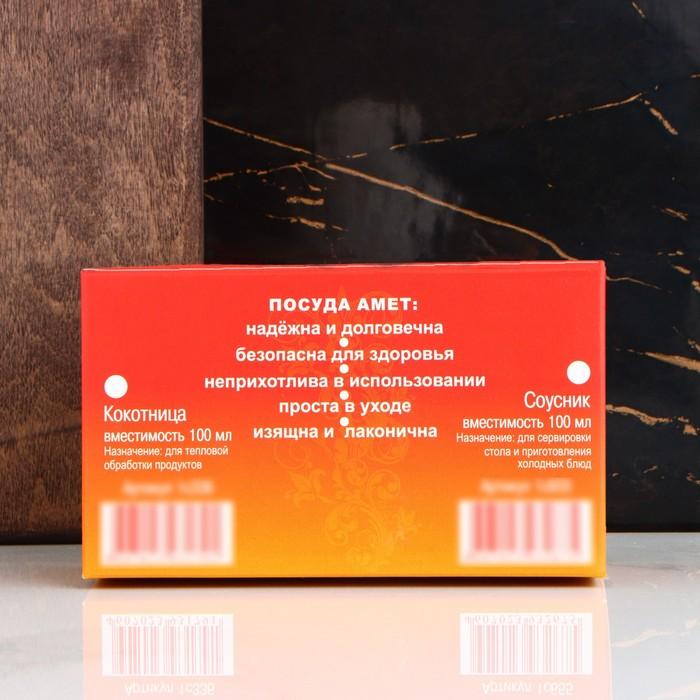 ПОСУДА АМЕТ:
надёжна и долговечна
безопасна для здоровья
неприхотлива в использовании
проста в уходе
изящна и лаконична
Кокотница
вместимость 100 мл
Назначение: для тепловой
обработки продуктов
Соусник
вместимость 100 мл
Назначение: для сервировки
стола и приготовления
холодных блюд